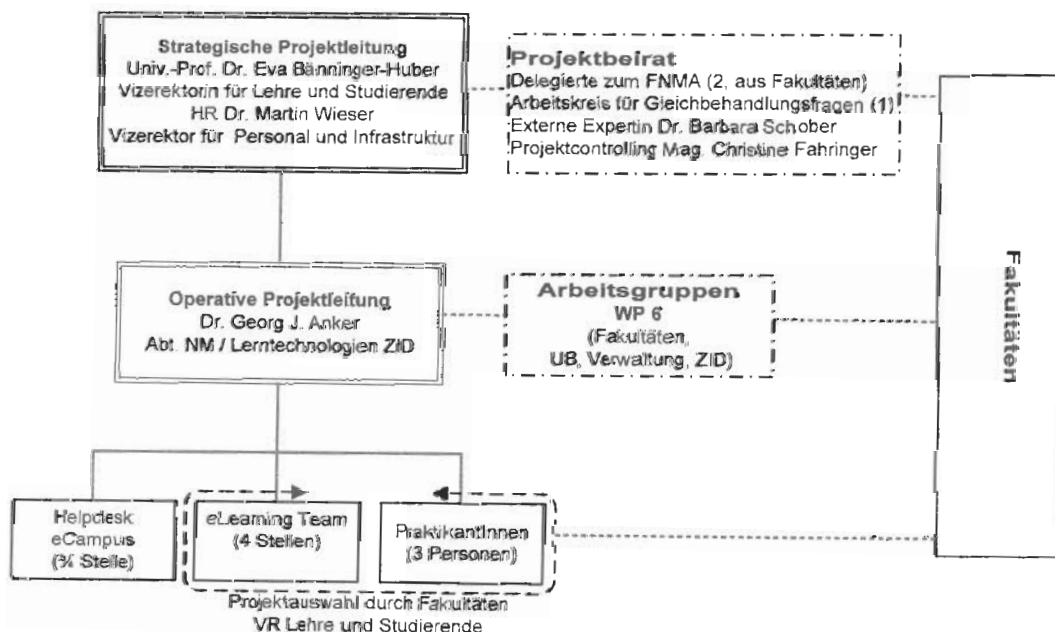 Strategische Projektleitung
Univ.-Prof. Dr. Eva Bänninger-Huber
Vizerektorin für Lehre und Studierende
HR Dr. Martin Wieser
Vizerektor für Personal und Infrastruktur
Projektbeirat
Delegierte zum FNMA (2, aus Fakultäten)
Arbeitskreis für Gleichbehandlungsfragen (1)
Externe Expertin Dr. Barbara Schober
Projektcontrolling Mag. Christine Fahringer
Fakultäten
Operative Projektleitung
Dr. Georg J. Anker
Abt. NM / Lerntechnologien ZID
Arbeitsgruppen
WP 6
(Fakultäten,
UB, Verwaltung, ZID)
Helpdesk
eCampus
(¾ Stelle)
eLearning Team
(4 Stellen)
PraktikantInnen
(3 Personen)
Projektauswahl durch Fakultäten
VR Lehre und Studierende